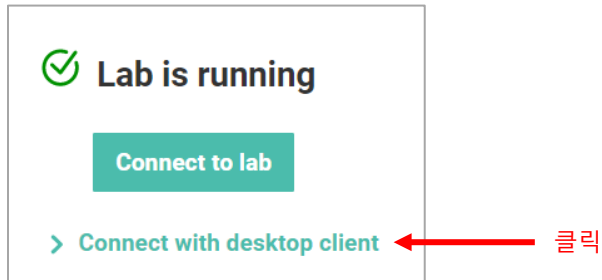 Lab is running
Connect to lab
Connect with desktop client 클릭